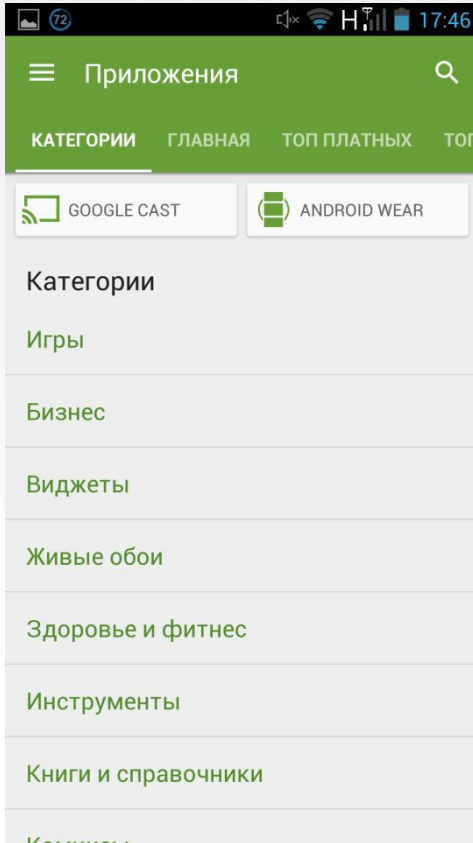 72 H 17:46
Приложения
КАТЕГОРИИ ГЛАВНАЯ ТОП ПЛАТНЫХ
GOOGLE CAST ANDROID WEAR
Категории
Игры
Бизнес
Виджеты
Живые обои
Здоровье и фитнес
Инструменты
Книги и справочники